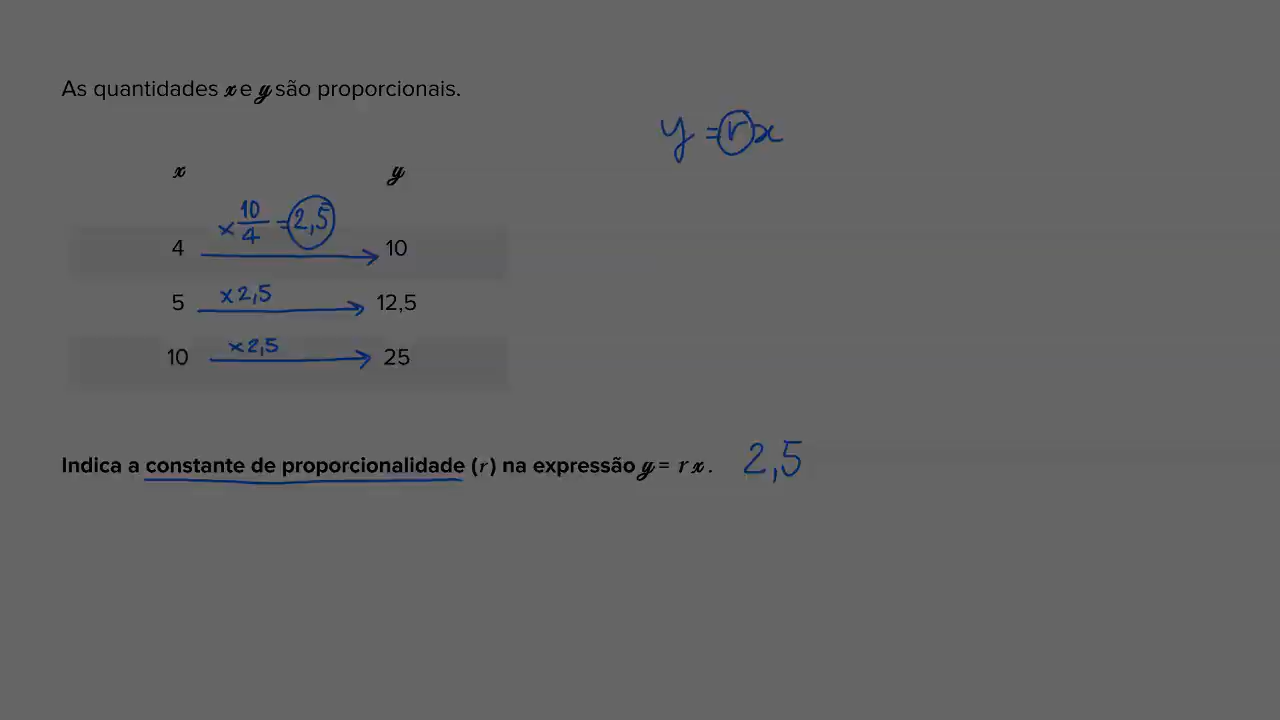 As quantidades x e y são proporcionais.
y = r x
x y
× 10/4 = 2,5
4 10
× 2,5
5 12,5
× 2,5
10 25
Indica a constante de proporcionalidade (r) na expressão y = r x. 2,5